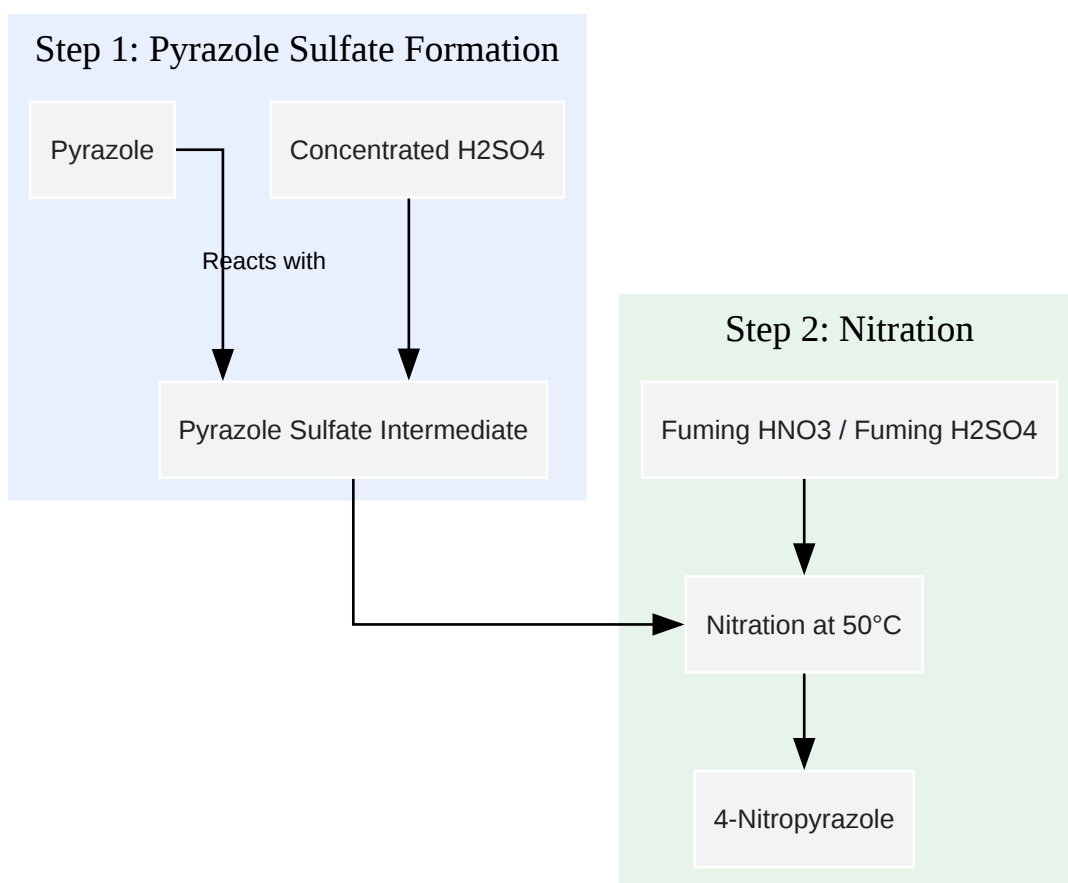 Step 1: Pyrazole Sulfate Formation
Pyrazole
Concentrated H2SO4
Reacts with
Pyrazole Sulfate Intermediate
Step 2: Nitration
Fuming HNO3 / Fuming H2SO4
Nitration at 50°C
4-Nitropyrazole